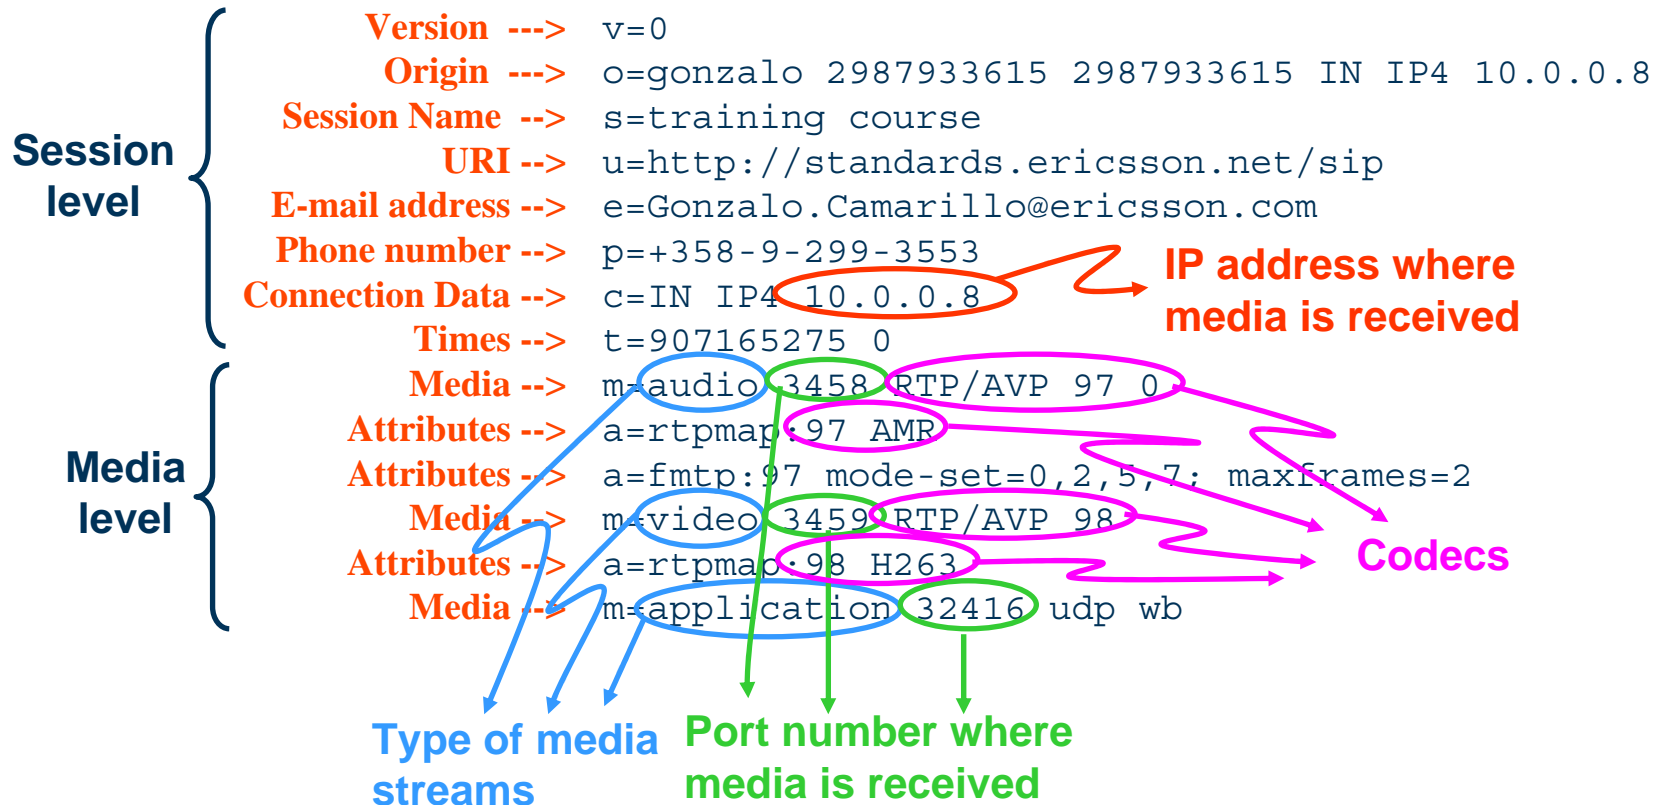 Version ---> v=0
Origin ---> o=gonzalo 2987933615 2987933615 IN IP4 10.0.0.8
Session Name --> s=training course
URI --> u=http://standards.ericsson.net/sip
E-mail address --> e=Gonzalo.Camarillo@ericsson.com
Phone number --> p=+358-9-299-3553
Connection Data --> c=IN IP4 10.0.0.8
Times --> t=907165275 0
Session
level
IP address where
media is received
Media --> m=audio 3458 RTP/AVP 97 0
Attributes --> a=rtpmap:97 AMR
Attributes --> a=fmtp:97 mode-set=0,2,5,7; maxframes=2
Media --> m=video 3459 RTP/AVP 98
Attributes --> a=rtpmap:98 H263
Media --> m=application 32416 udp wb
Media
level
Codecs
Type of media
streams
Port number where
media is received